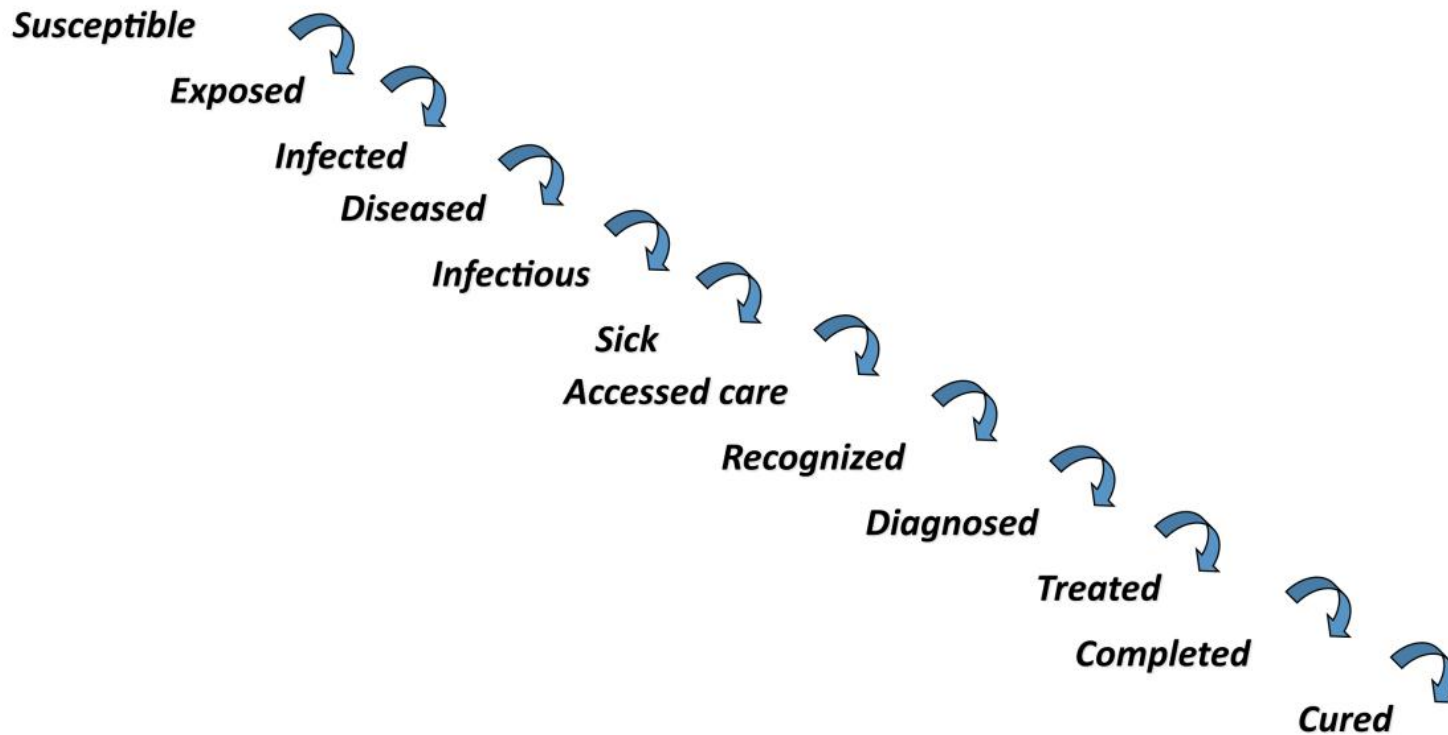 Susceptible
Exposed
Infected
Diseased
Infectious
Sick
Accessed care
Recognized
Diagnosed
Treated
Completed
Cured